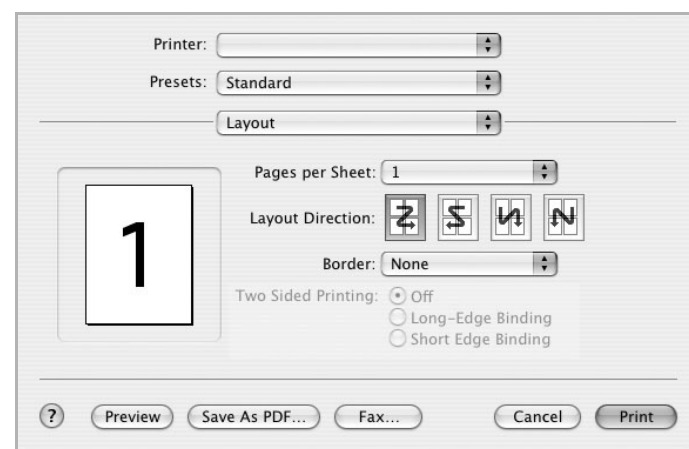 Printer:
Presets: Standard
Layout
Pages per Sheet: 1
Layout Direction:
1
Border: None
Two Sided Printing: Off
Long-Edge Binding
Short Edge Binding
? Preview Save As PDF... Fax... Cancel Print